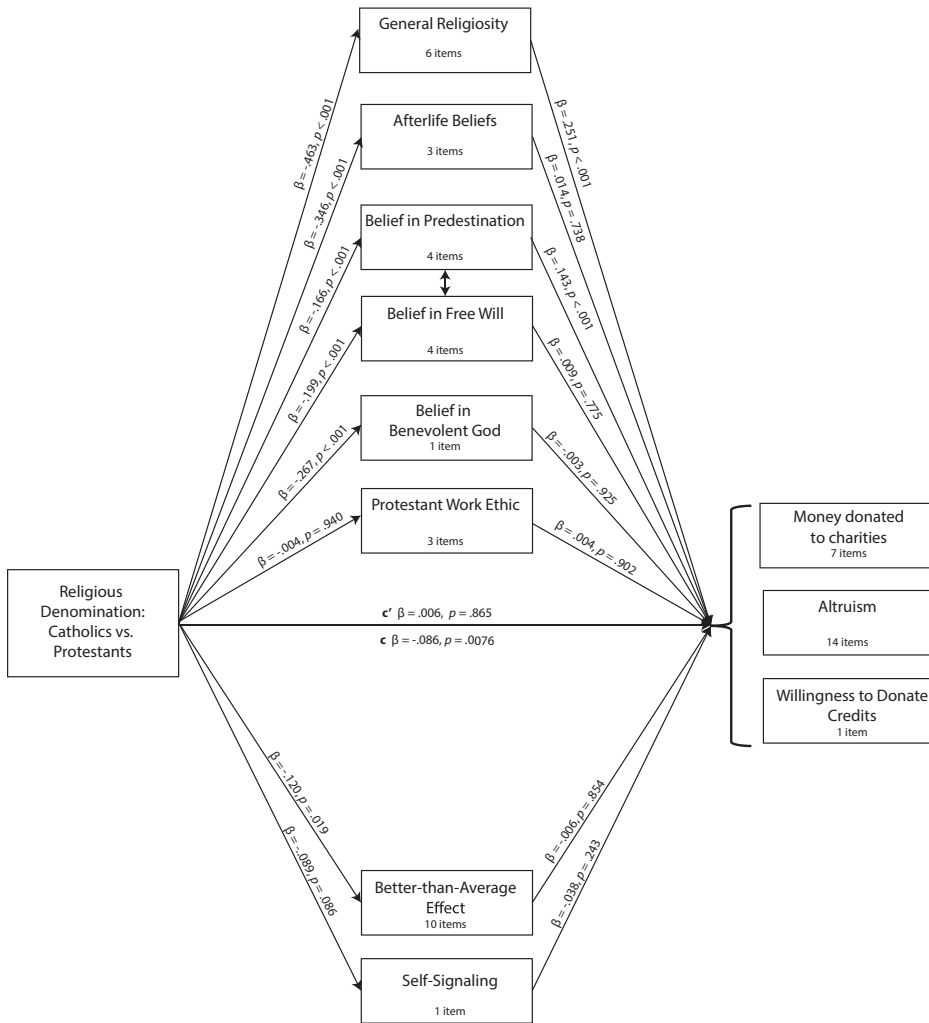 General Religiosity
6 items
β = -.463, p < .001
β = .251, p < .001
Afterlife Beliefs
3 items
β = -.346, p < .001
β = .014, p = .738
Belief in Predestination
4 items
β = -.166, p < .001
β = .143, p < .001
Belief in Free Will
4 items
β = -.199, p < .001
β = .009, p = .775
Belief in
Benevolent God
1 item
β = -.267, p < .001
β = -.003, p = .925
Protestant Work Ethic
3 items
β = -.004, p = .940
β = .004, p = .902
Religious
Denomination:
Catholics vs.
Protestants
c' β = .006, p = .865
c β = -.086, p = .0076
Money donated
to charities
7 items
Altruism
14 items
Willingness to Donate
Credits
1 item
β = -.120, p = .019
β = -.006, p = .854
Better-than-Average
Effect
10 items
β = -.089, p = .086
β = -.038, p = .243
Self-Signaling
1 item